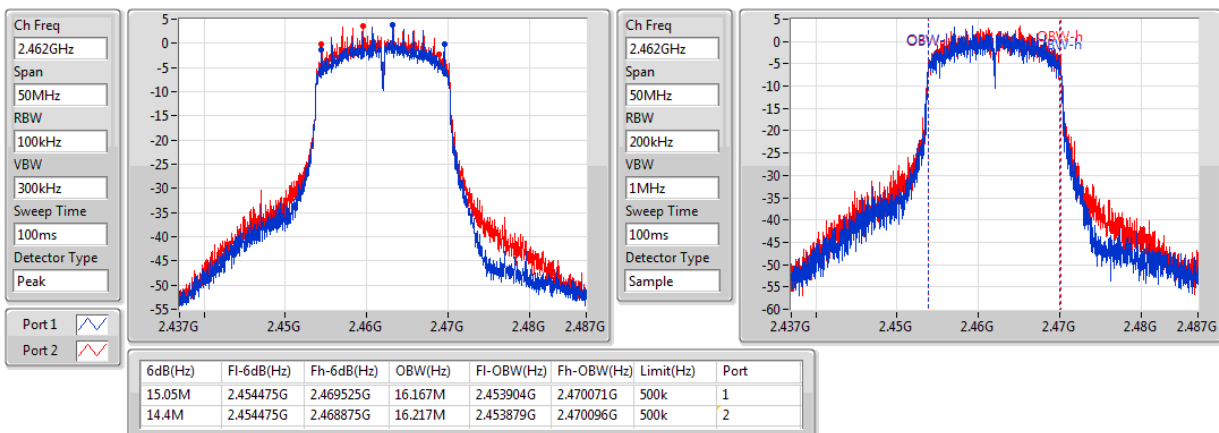 Ch Freq
2.462GHz
Span
50MHz
RBW
100kHz
VBW
300kHz
Sweep Time
100ms
Detector Type
Peak
Port 1
Port 2
5
0
-5
-10
-15
-20
-25
-30
-35
-40
-45
-50
-55
2.437G 2.45G 2.46G 2.47G 2.48G 2.487G
Ch Freq
2.462GHz
Span
50MHz
RBW
200kHz
VBW
1MHz
Sweep Time
100ms
Detector Type
Sample
5
0
-5
-10
-15
-20
-25
-30
-35
-40
-45
-50
-55
-60
OBW OBW-h
OBW-h
2.437G 2.45G 2.46G 2.47G 2.48G 2.487G
6dB(Hz) Fl-6dB(Hz) Fh-6dB(Hz) OBW(Hz) Fl-OBW(Hz) Fh-OBW(Hz) Limit(Hz) Port
15.05M 2.454475G 2.469525G 16.167M 2.453904G 2.470071G 500k 1
14.4M 2.454475G 2.468875G 16.217M 2.453879G 2.470096G 500k 2